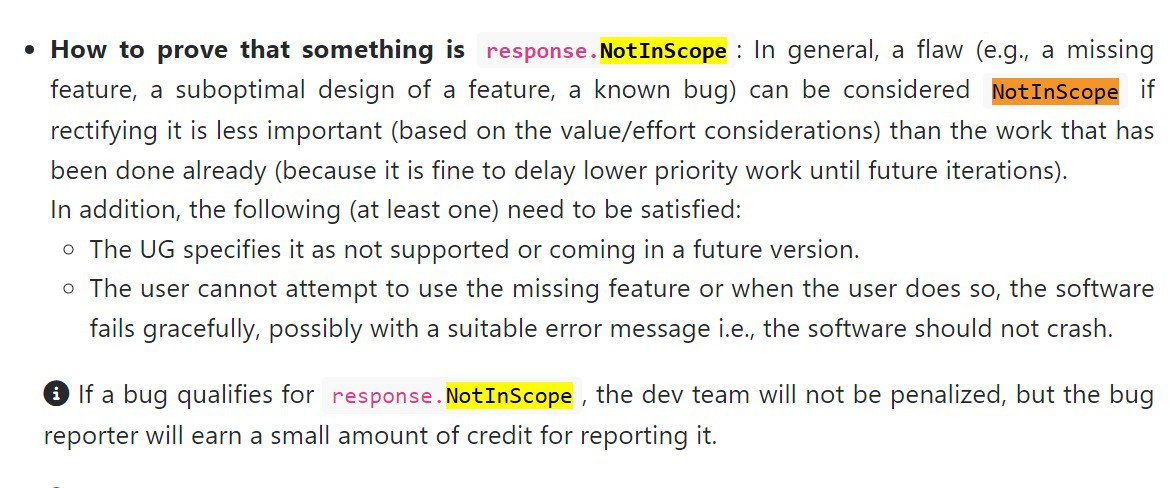 • How to prove that something is response.NotInScope : In general, a flaw (e.g., a missing
feature, a suboptimal design of a feature, a known bug) can be considered NotInScope if
rectifying it is less important (based on the value/effort considerations) than the work that has
been done already (because it is fine to delay lower priority work until future iterations).
In addition, the following (at least one) need to be satisfied:
◦ The UG specifies it as not supported or coming in a future version.
◦ The user cannot attempt to use the missing feature or when the user does so, the software
fails gracefully, possibly with a suitable error message i.e., the software should not crash.
If a bug qualifies for response.NotInScope , the dev team will not be penalized, but the bug
reporter will earn a small amount of credit for reporting it.